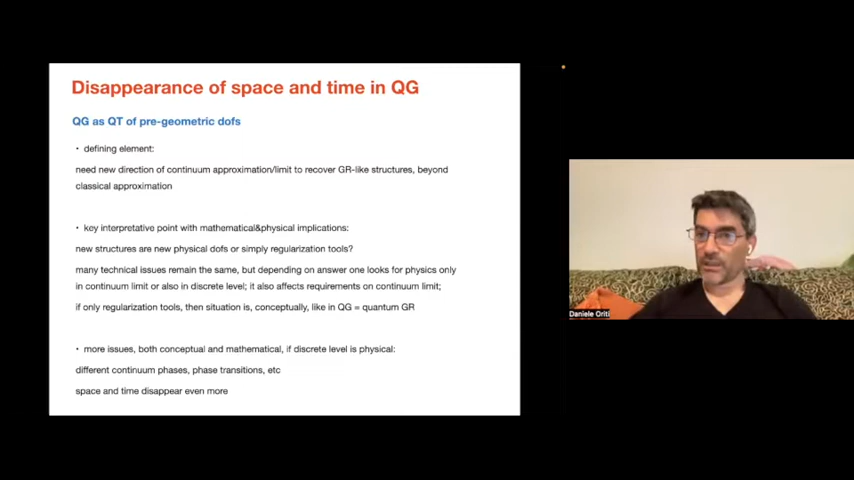 Disappearance of space and time in QG
QG as QT of pre-geometric dofs
• defining element:
need new direction of continuum approximation/limit to recover GR-like structures, beyond
classical approximation
• key interpretative point with mathematical&physical implications:
new structures are new physical dofs or simply regularization tools?
many technical issues remain the same, but depending on answer one looks for physics only
in continuum limit or also in discrete level; it also affects requirements on continuum limit;
if only regularization tools, then situation is, conceptually, like in QG = quantum GR
• more issues, both conceptual and mathematical, if discrete level is physical:
different continuum phases, phase transitions, etc
space and time disappear even more
Daniele Oriti